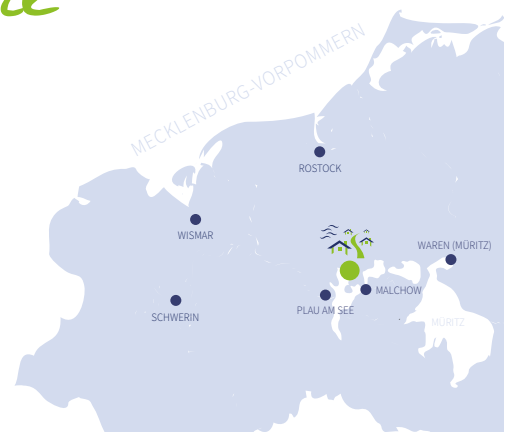 MECKLENBURG-VORPOMMERN
ROSTOCK
WISMAR
WAREN (MÜRITZ)
MALCHOW
PLAU AM SEE
SCHWERIN
MÜRITZ